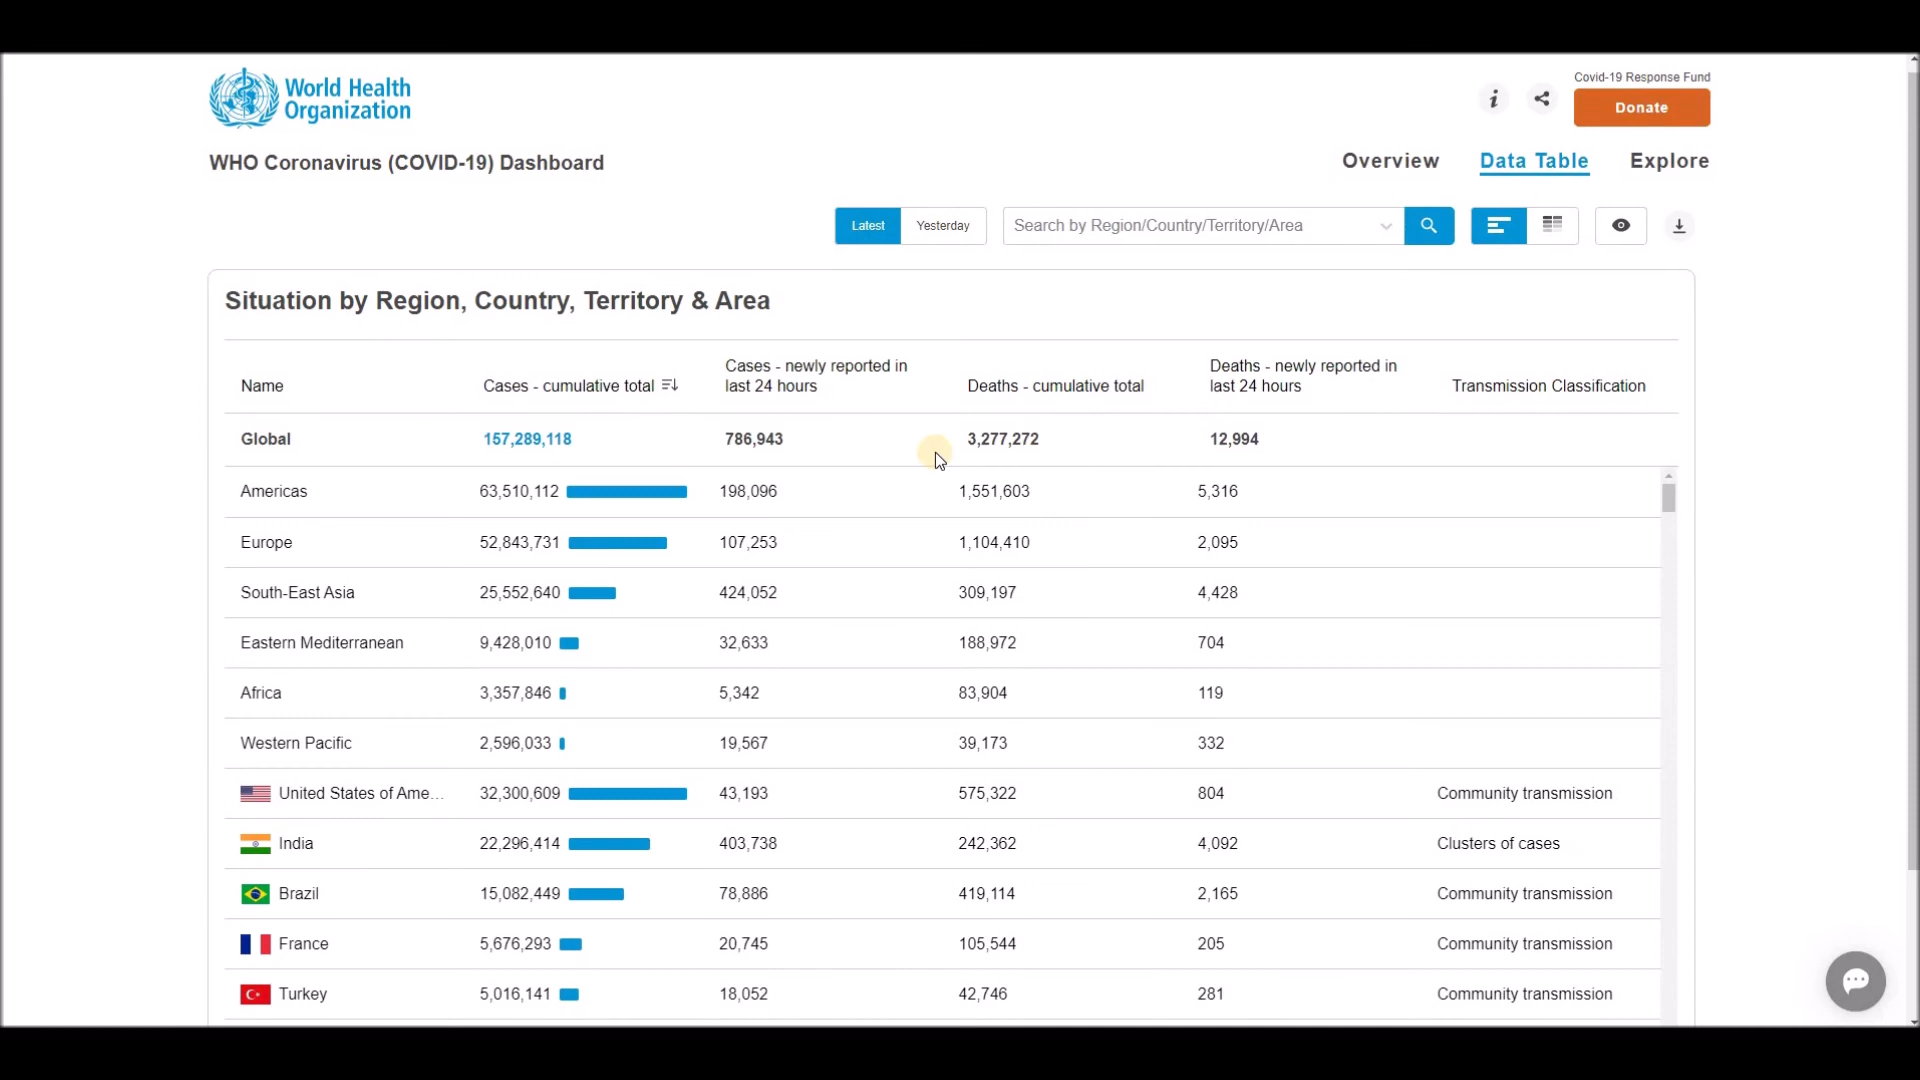 World Health
Organization
Covid-19 Response Fund
Donate
WHO Coronavirus (COVID-19) Dashboard
Overview Data Table Explore
Latest Yesterday Search by Region/Country/Territory/Area
Situation by Region, Country, Territory & Area
Name Cases - cumulative total Cases - newly reported in last 24 hours Deaths - cumulative total Deaths - newly reported in last 24 hours Transmission Classification
Global 157,289,118 786,943 3,277,272 12,994
Americas 63,510,112 198,096 1,551,603 5,316
Europe 52,843,731 107,253 1,104,410 2,095
South-East Asia 25,552,640 424,052 309,197 4,428
Eastern Mediterranean 9,428,010 32,633 188,972 704
Africa 3,357,846 5,342 83,904 119
Western Pacific 2,596,033 19,567 39,173 332
United States of Ame... 32,300,609 43,193 575,322 804 Community transmission
India 22,296,414 403,738 242,362 4,092 Clusters of cases
Brazil 15,082,449 78,886 419,114 2,165 Community transmission
France 5,676,293 20,745 105,544 205 Community transmission
Turkey 5,016,141 18,052 42,746 281 Community transmission